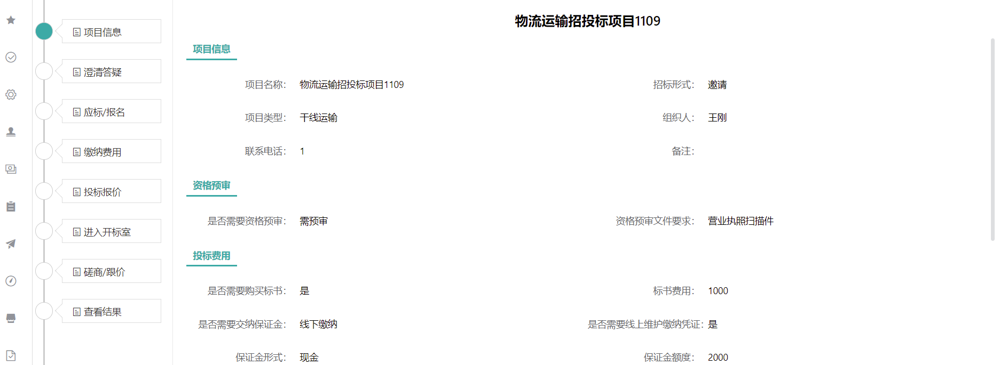 项目信息
澄清答疑
应标/报名
缴纳费用
投标报价
进入开标室
磋商/跟价
查看结果
物流运输招投标项目1109
项目信息
项目名称： 物流运输招投标项目1109 招标形式： 邀请
项目类型： 干线运输 组织人： 王刚
联系电话： 1 备注：
资格预审
是否需要资格预审： 需预审 资格预审文件要求： 营业执照扫描件
投标费用
是否需要购买标书： 是 标书费用： 1000
是否需要交纳保证金： 线下缴纳 是否需要线上维护缴纳凭证： 是
保证金形式： 现金 保证金额度： 2000